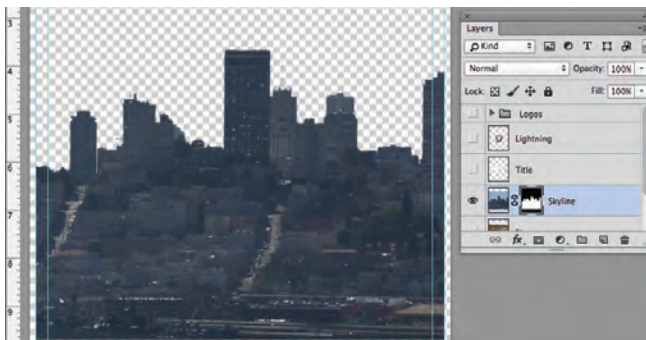 Layers
Kind
Normal Opacity: 100%
Lock: Fill: 100%
Logos
Lightning
Title
Skyline
fx
3
4
5
6
7
8
9